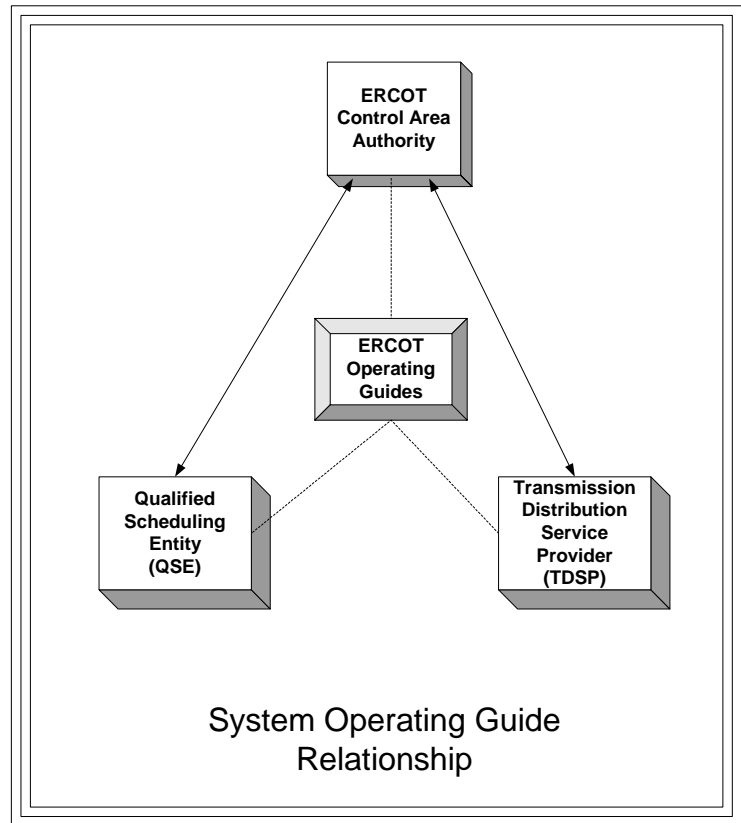 ERCOT
Control Area
Authority
ERCOT
Operating
Guides
Qualified
Scheduling
Entity
(QSE)
Transmission
Distribution
Service
Provider
(TDSP)
System Operating Guide
Relationship